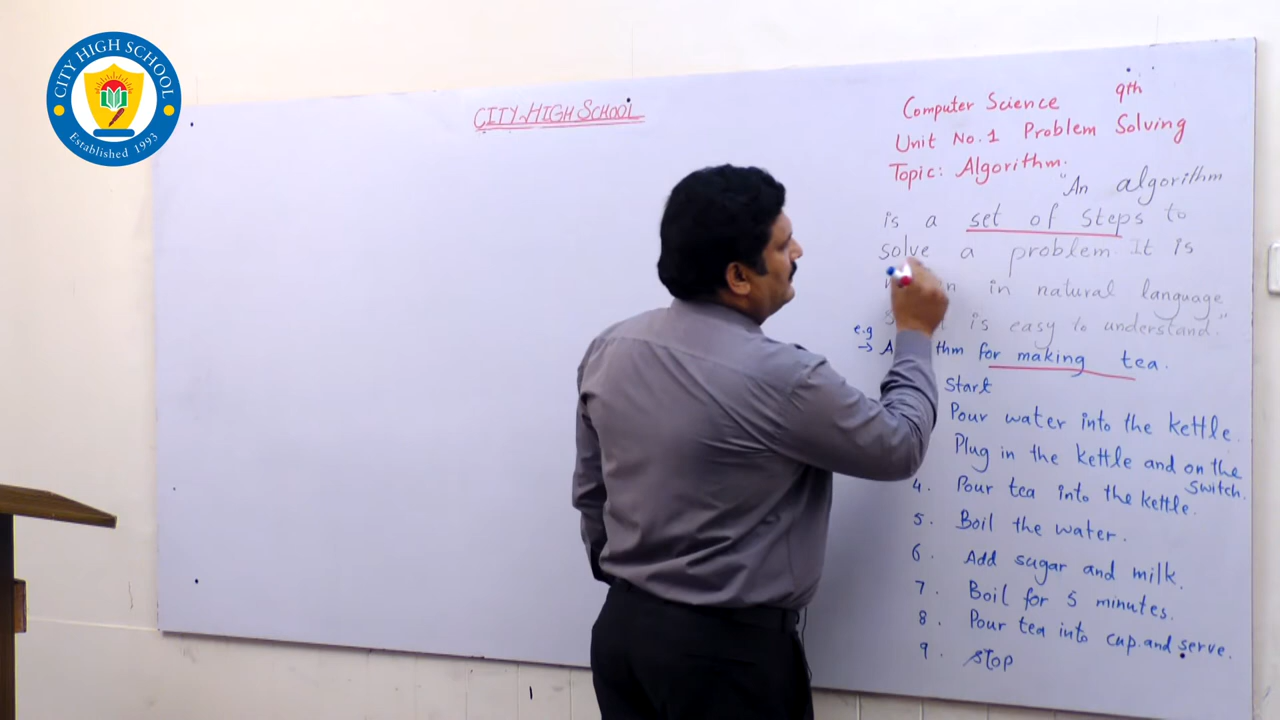 CITY HIGH SCHOOL
Established 1993
CITY HIGH SCHOOL
Computer Science 9th
Unit No. 1 Problem Solving
Topic: Algorithm:
"An algorithm
is a set of steps to
solve a problem. It is
in natural language
is easy to understand."
e.g
→ for making tea.
Start
Pour water into the kettle.
Plug in the kettle and on the
switch.
4. Pour tea into the kettle.
5. Boil the water.
6. Add sugar and milk.
7. Boil for 5 minutes.
8. Pour tea into cup and serve.
9. Stop